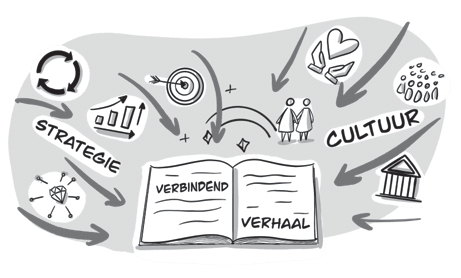 STRATEGIE
CULTUUR
VERBINDEND
VERHAAL